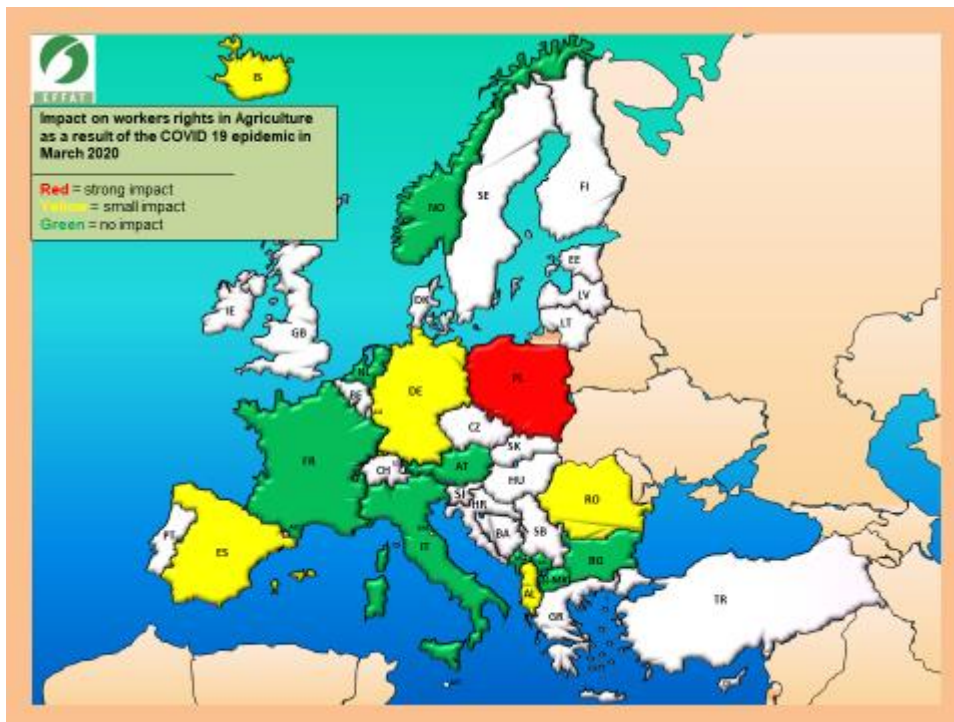 IS
EFFAT
Impact on workers rights in Agriculture
as a result of the COVID 19 epidemic in
March 2020
Red = strong impact
Yellow = small impact
Green = no impact
NO
SE
FI
EE
LV
LT
DK
IE
GB
NL
BE
DE
PL
CZ
SK
FR
CH
AT
HU
SI
HR
RO
BA
SB
PT
ES
IT
BG
AL
GR
TR